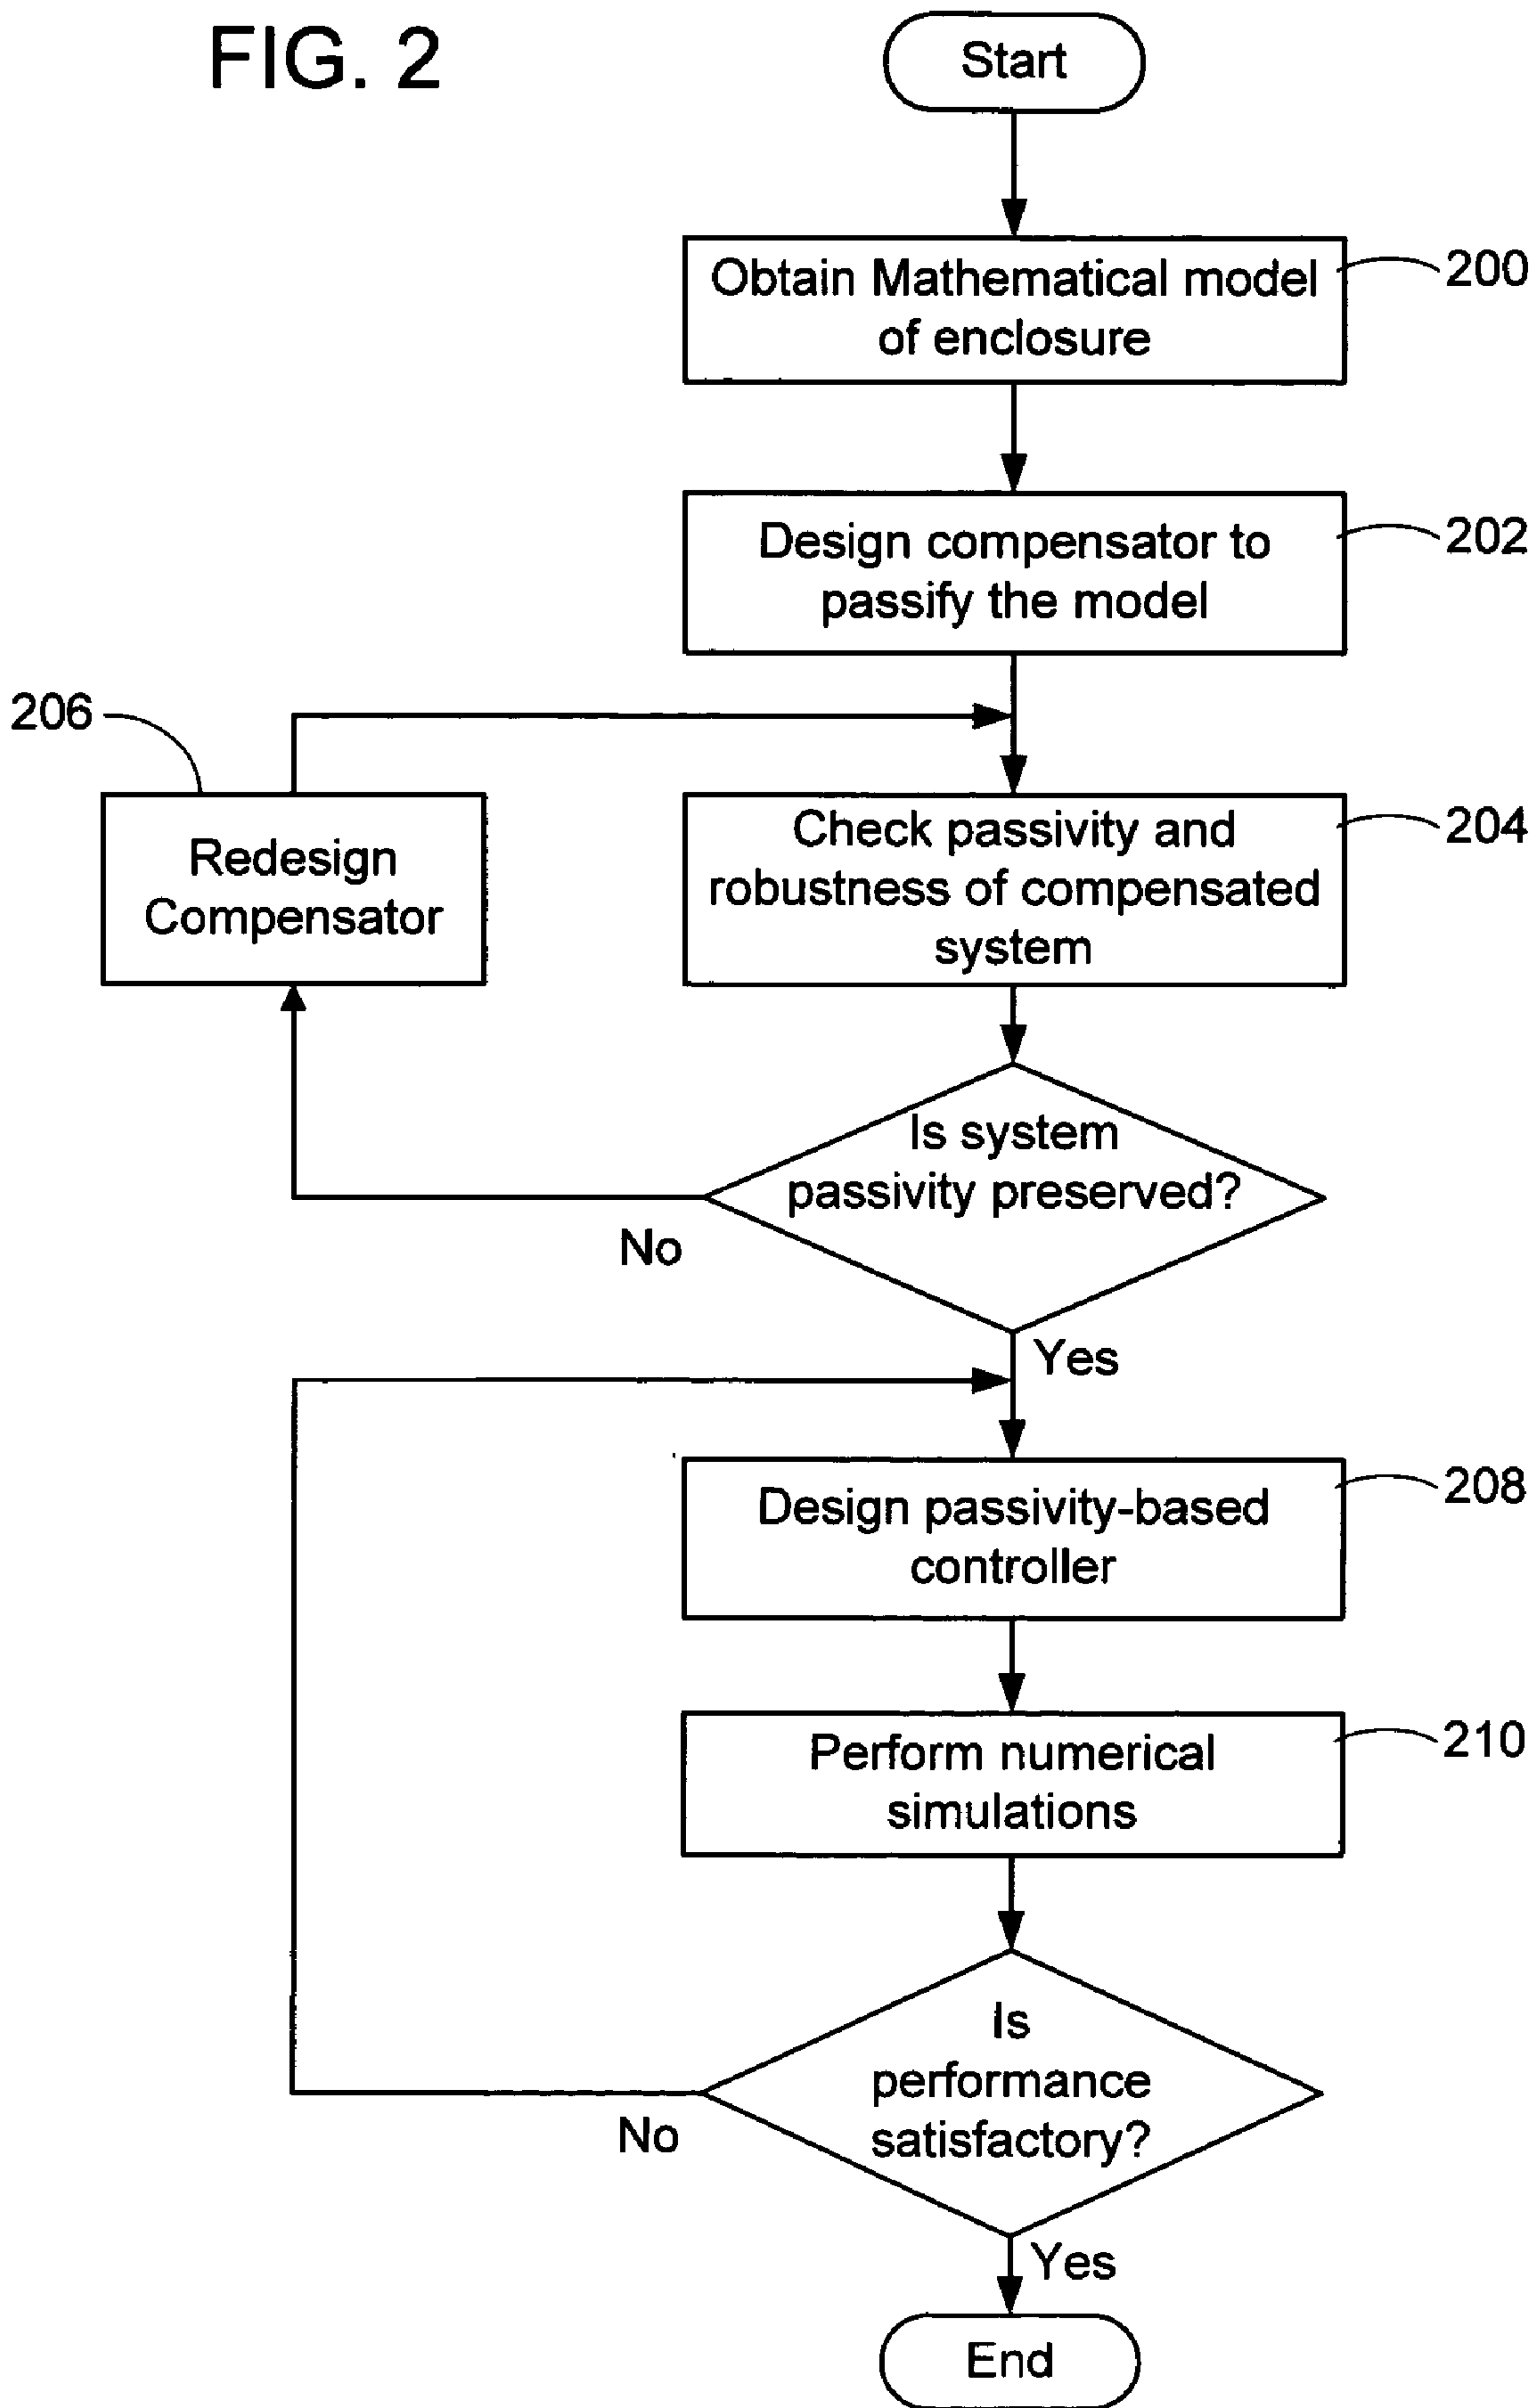 FIG. 2
Start
Obtain Mathematical model
of enclosure
200
Design compensator to
passify the model
202
206
Redesign
Compensator
Check passivity and
robustness of compensated
system
204
Is system
passivity preserved?
No
Yes
Design passivity-based
controller
208
Perform numerical
simulations
210
Is
performance
satisfactory?
No
Yes
End